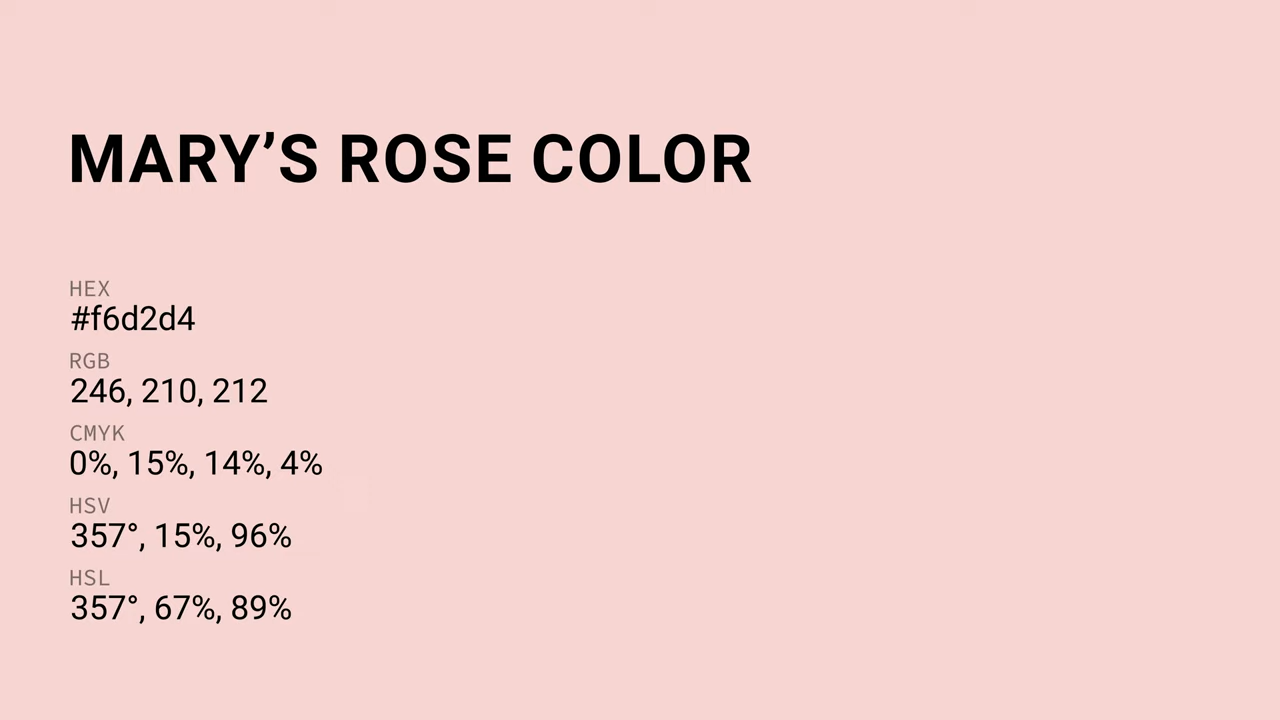 MARY’S ROSE COLOR
HEX
#f6d2d4
RGB
246, 210, 212
CMYK
0%, 15%, 14%, 4%
HSV
357°, 15%, 96%
HSL
357°, 67%, 89%